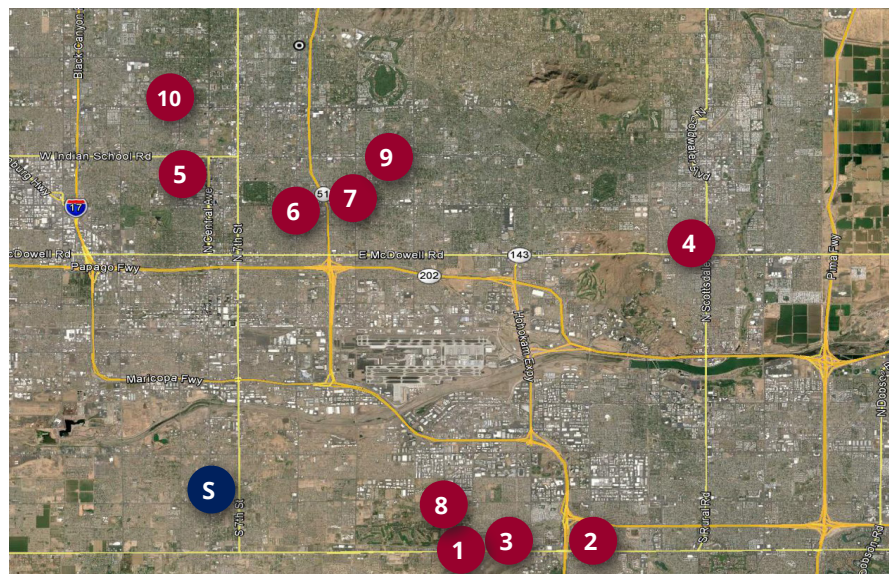 Black Canyon
10
W Indian School Rd
5
9
51
7
6
17
N Central Ave
N 7th St
4
McDowell Rd
E McDowell Rd
143
Papago Fwy
202
N Scottsdale
Pima Fwy
Hohokam Expy
Maricopa Fwy
N Dobson
S
S 7th St
8
1
3
2
S Rural Rd
Dobson Rd